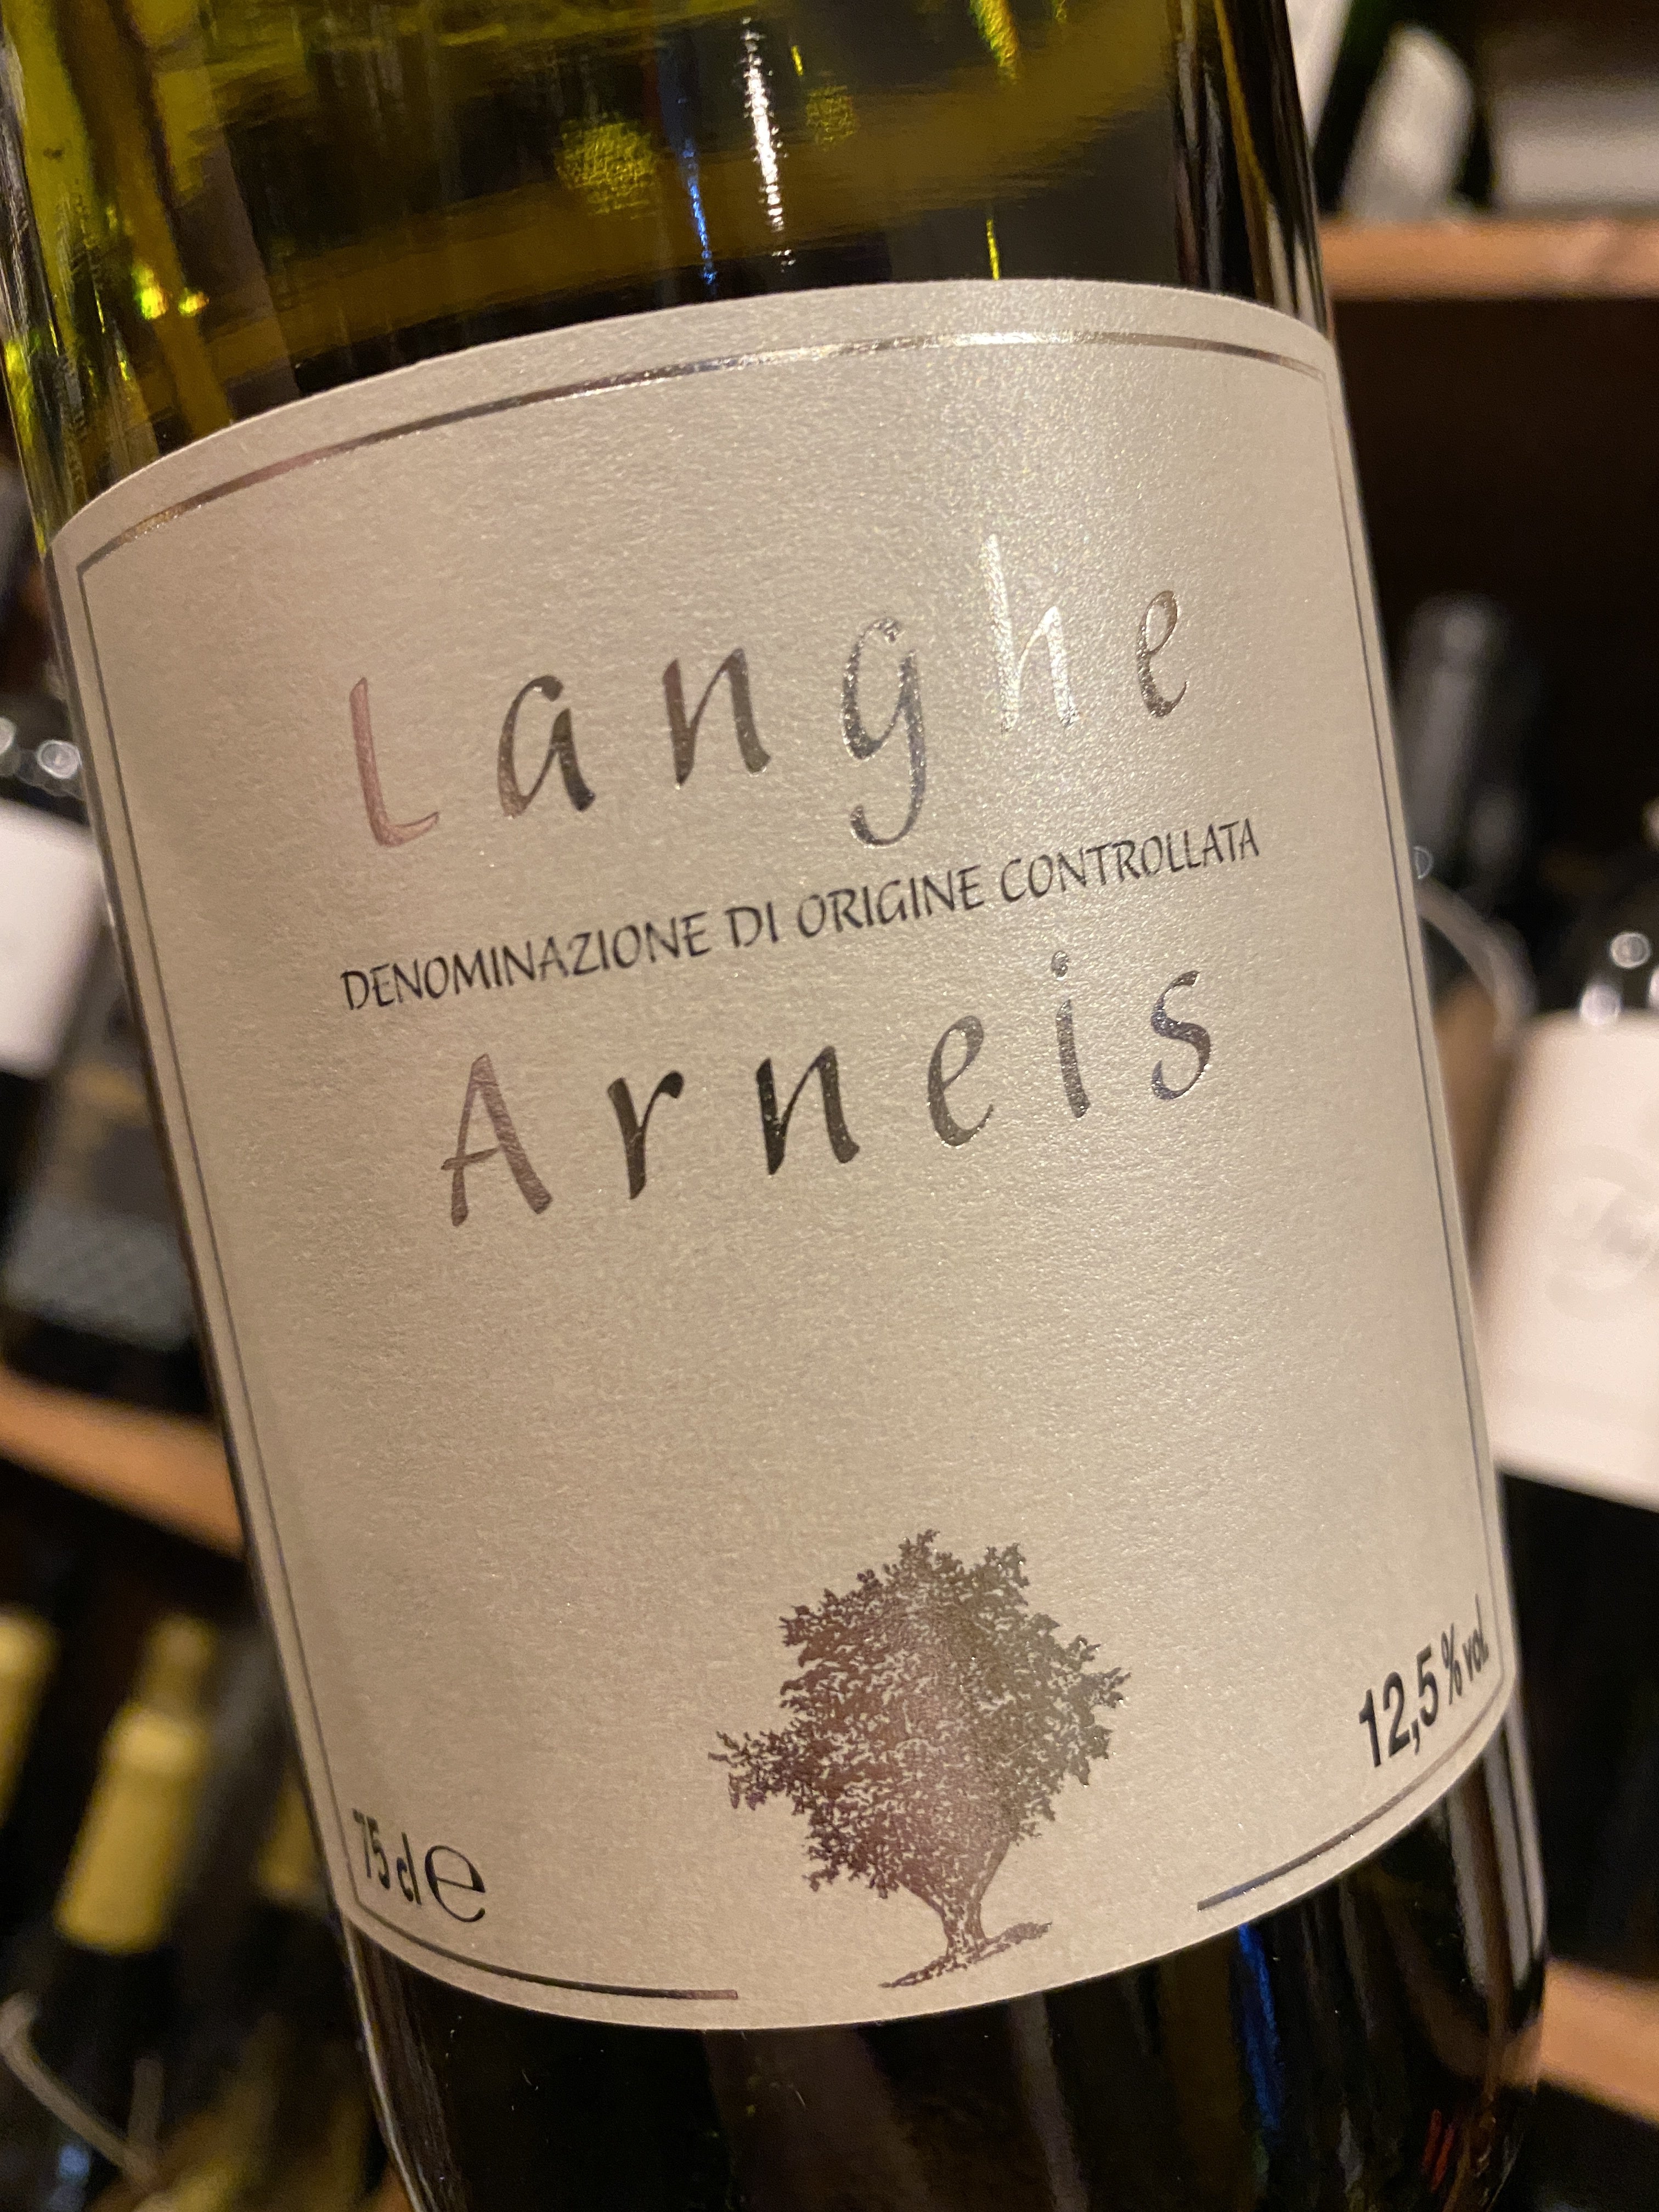 Langhe
DENOMINAZIONE DI ORIGINE CONTROLLATA
Arneis
12,5% vol.
75 cl e